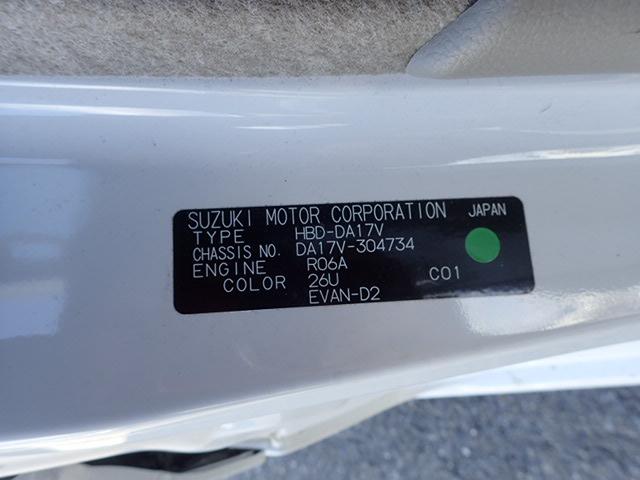 SUZUKI MOTOR CORPORATION JAPAN
TYPE HBD-DA17V
CHASSIS NO. DA17V-304734
ENGINE R06A C01
COLOR 26U
EVAN-D2